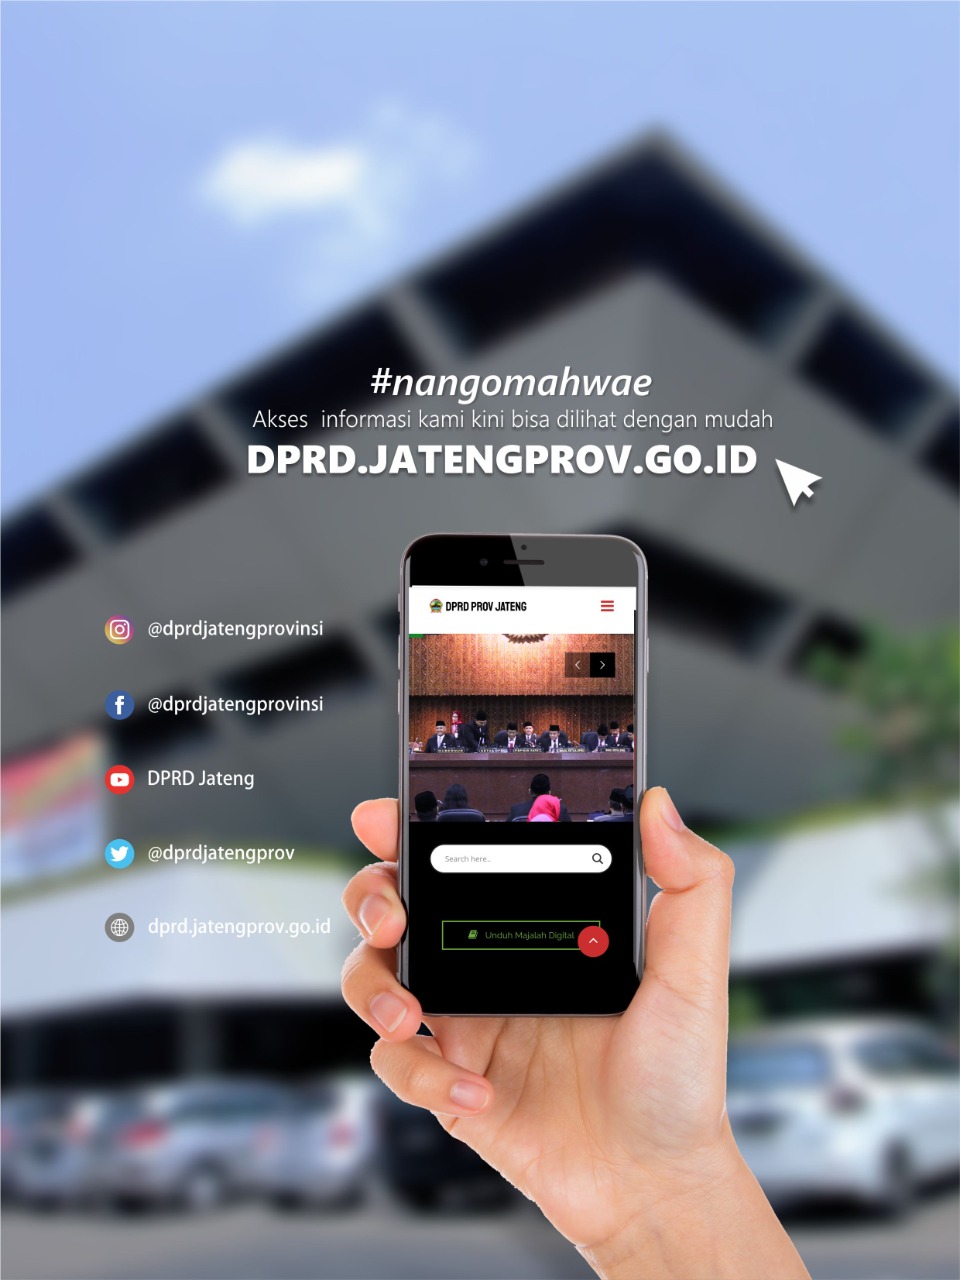 #nangomahwae
Akses informasi kami kini bisa dilihat dengan mudah
DPRD.JATENGPROV.GO.ID
@dprdjatengprovinsi
@dprdjatengprovinsi
DPRD Jateng
@dprdjatengprov
dprd.jatengprov.go.id
DPRD PROV JATENG
Search here..
Unduh Majalah Digital